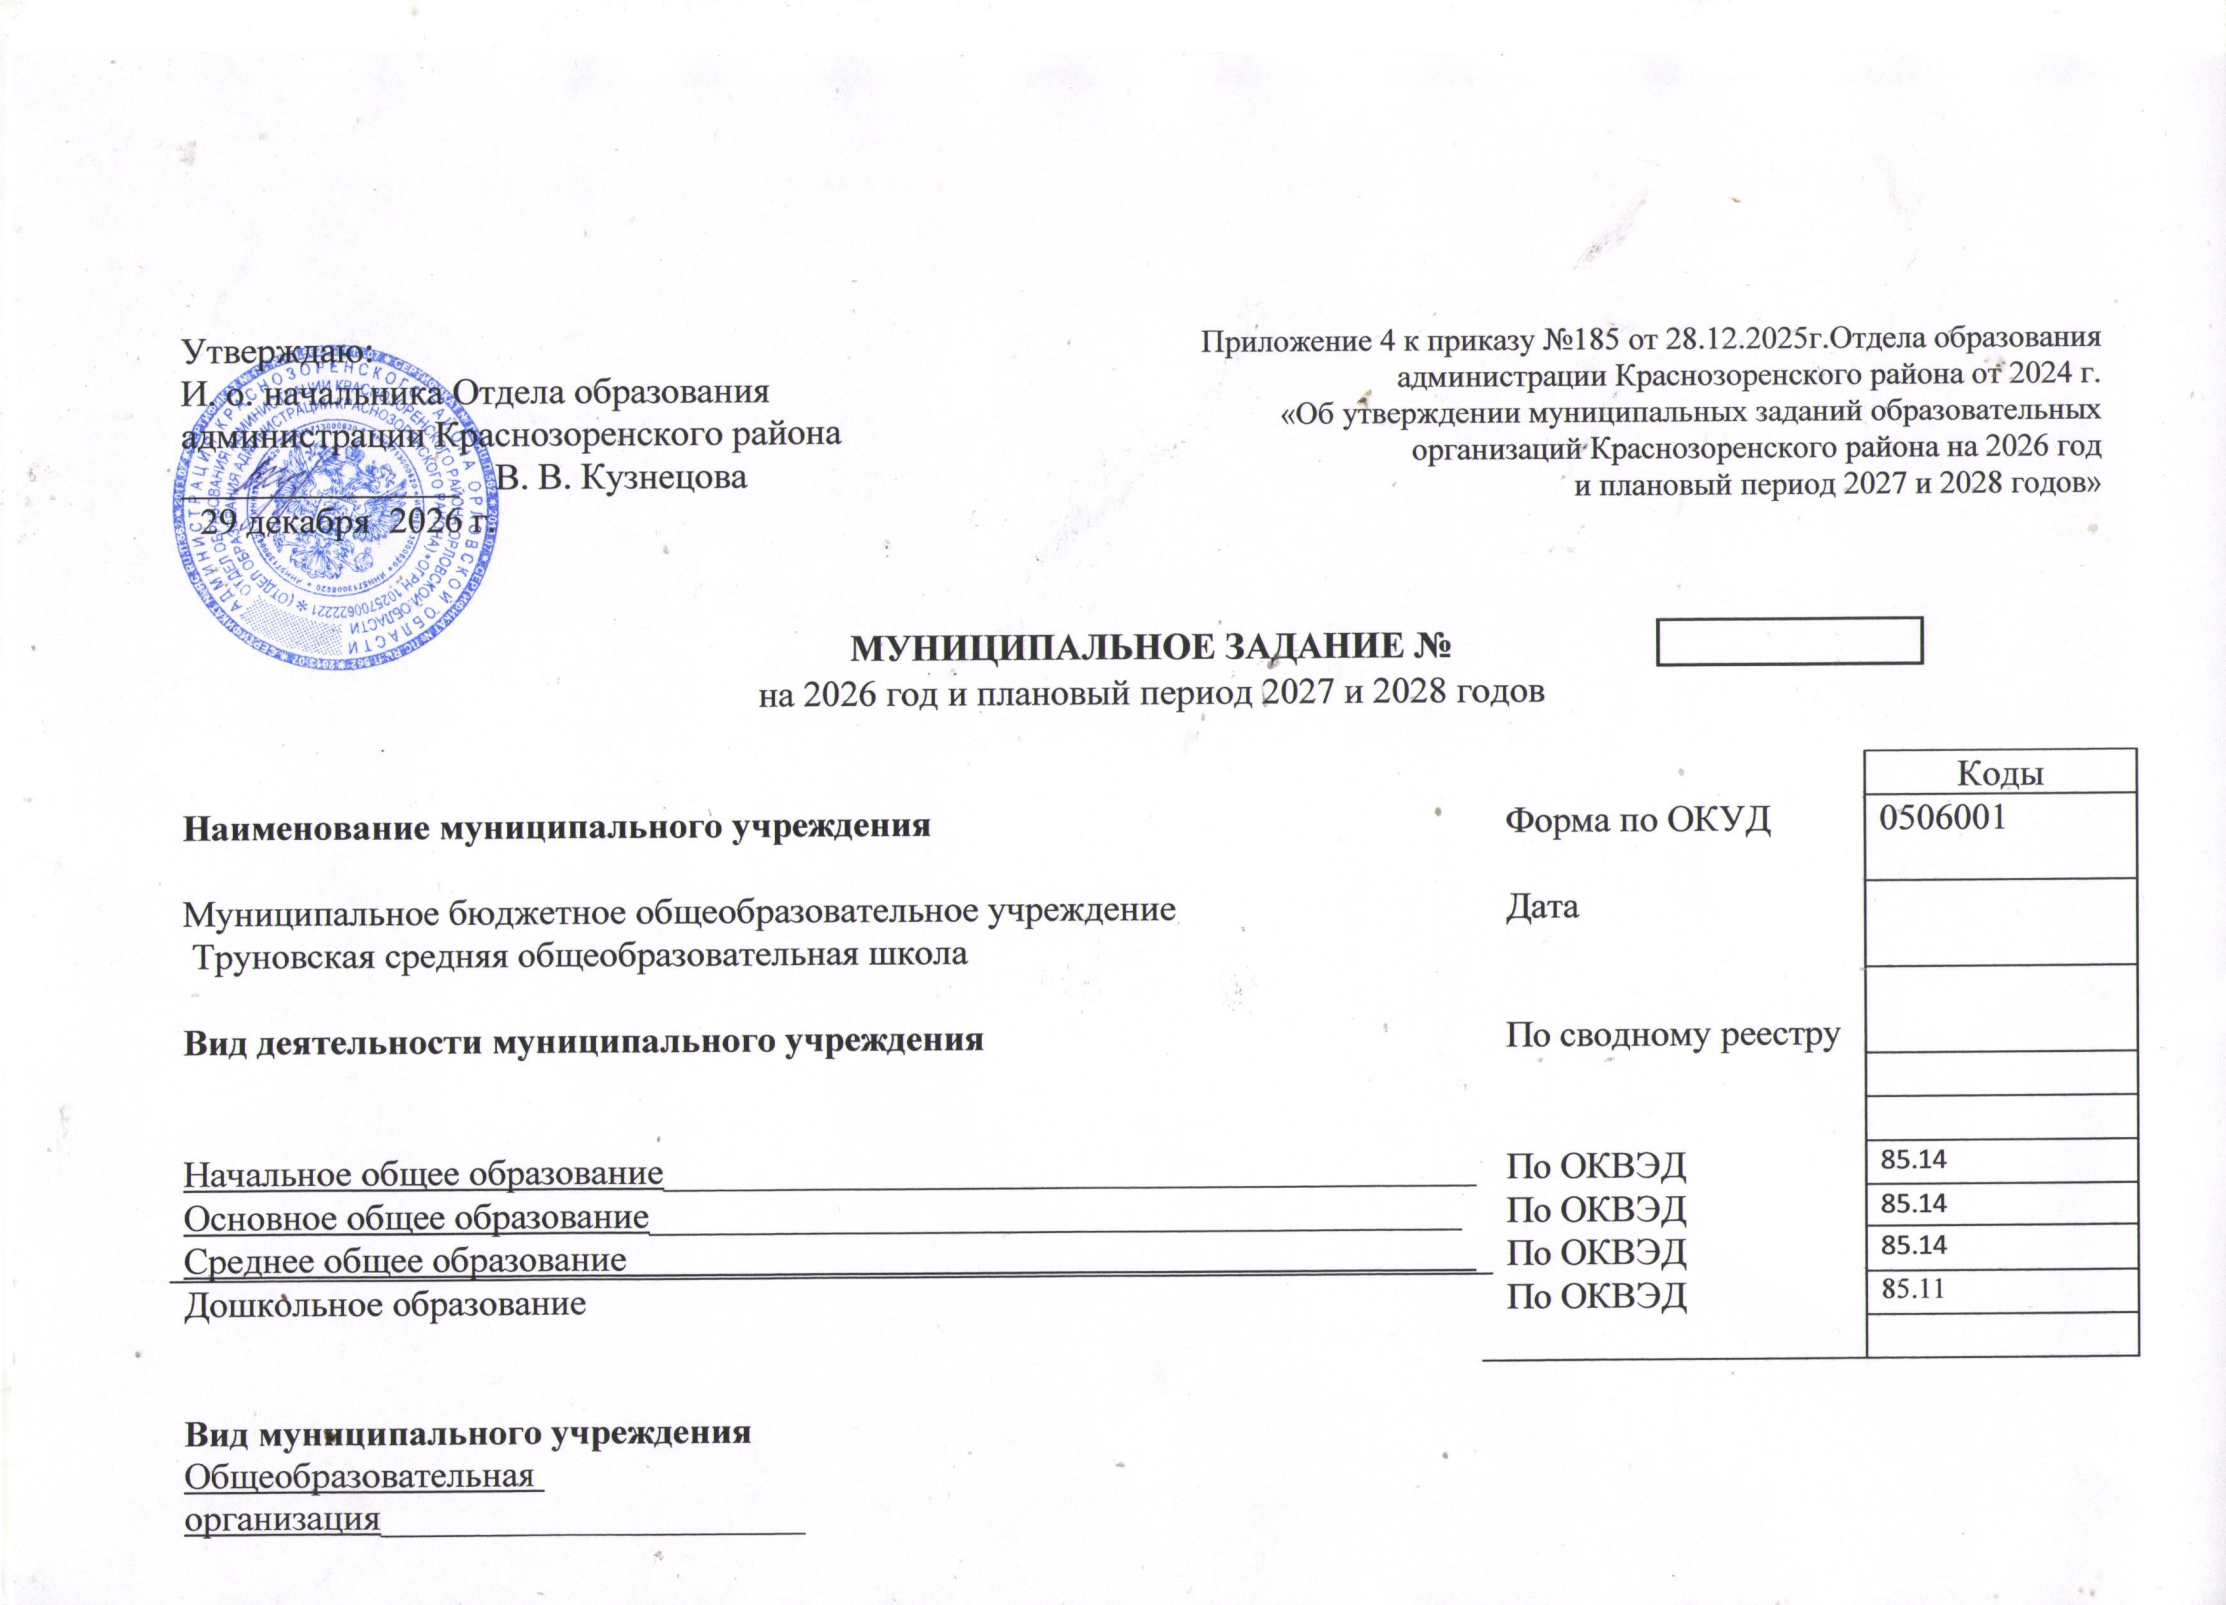 Утверждаю:
И. о. начальника Отдела образования
администрации Краснозоренского района
В. В. Кузнецова
29 декабря 2026 г.
Приложение 4 к приказу №185 от 28.12.2025г.Отдела образования
администрации Краснозоренского района от 2024 г.
«Об утверждении муниципальных заданий образовательных
организаций Краснозоренского района на 2026 год
и плановый период 2027 и 2028 годов»
МУНИЦИПАЛЬНОЕ ЗАДАНИЕ №
на 2026 год и плановый период 2027 и 2028 годов
Коды
Наименование муниципального учреждения
Форма по ОКУД 0506001
Муниципальное бюджетное общеобразовательное учреждение
Дата
Труновская средняя общеобразовательная школа
Вид деятельности муниципального учреждения
По сводному реестру
Начальное общее образование По ОКВЭД 85.14
Основное общее образование По ОКВЭД 85.14
Среднее общее образование По ОКВЭД 85.14
Дошкольное образование По ОКВЭД 85.11
Вид муниципального учреждения
Общеобразовательная
организация